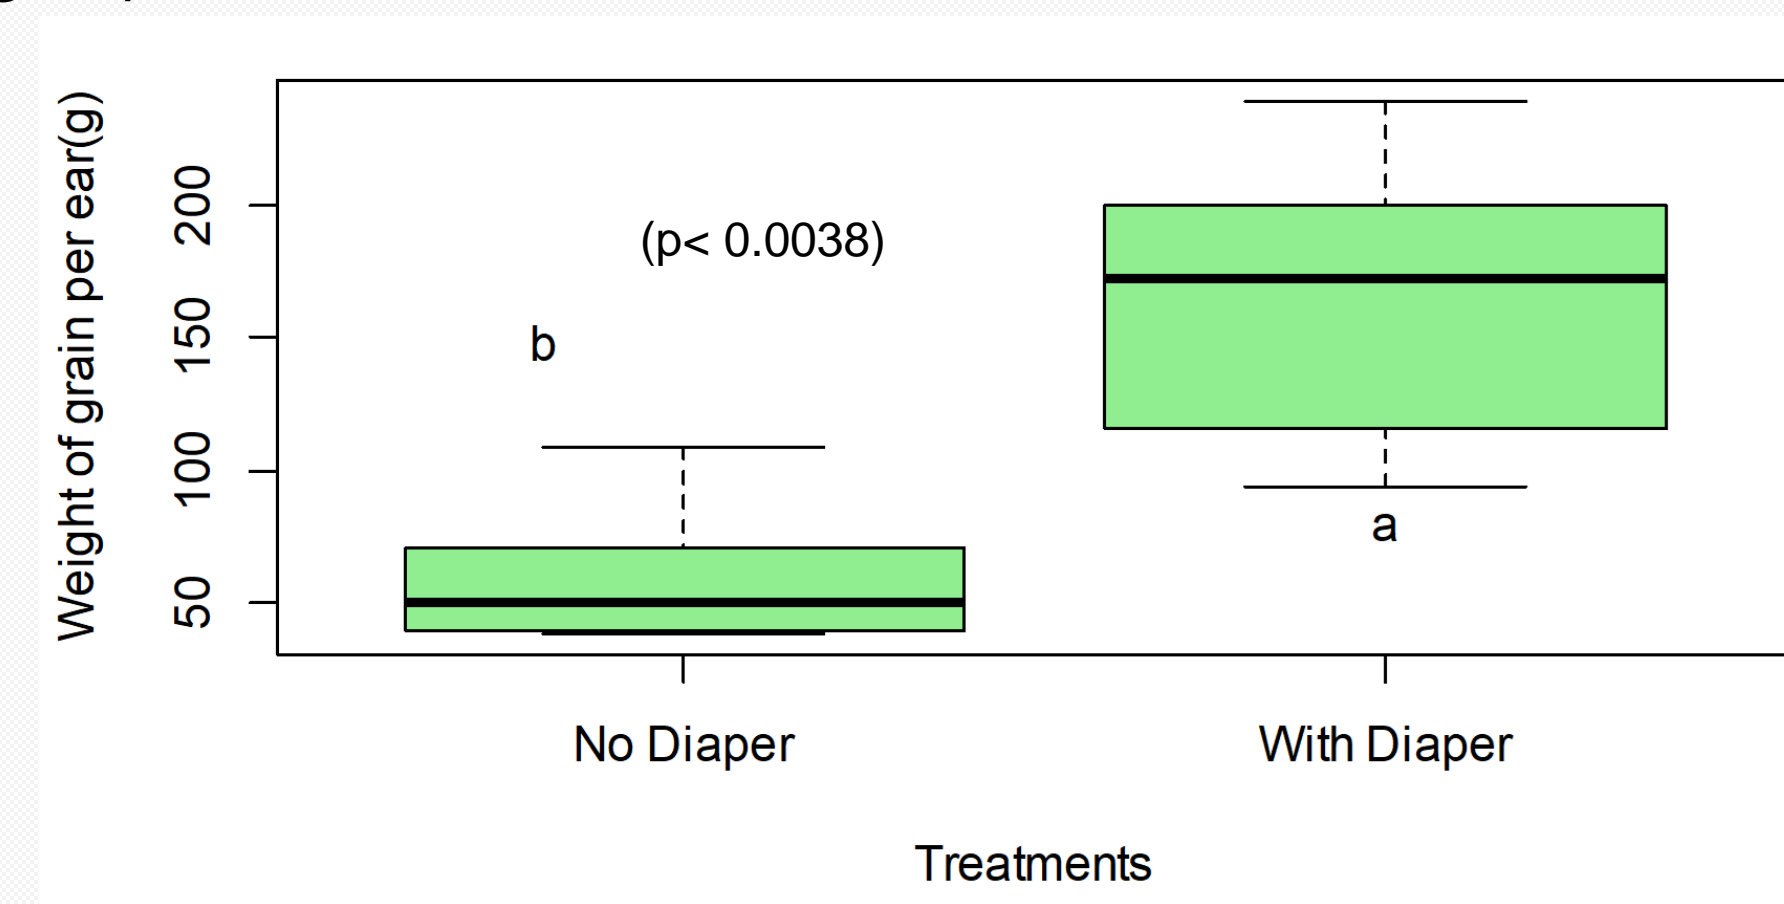 Weight of grain per ear(g)
200
150
100
50
(p< 0.0038)
b
a
No Diaper
With Diaper
Treatments